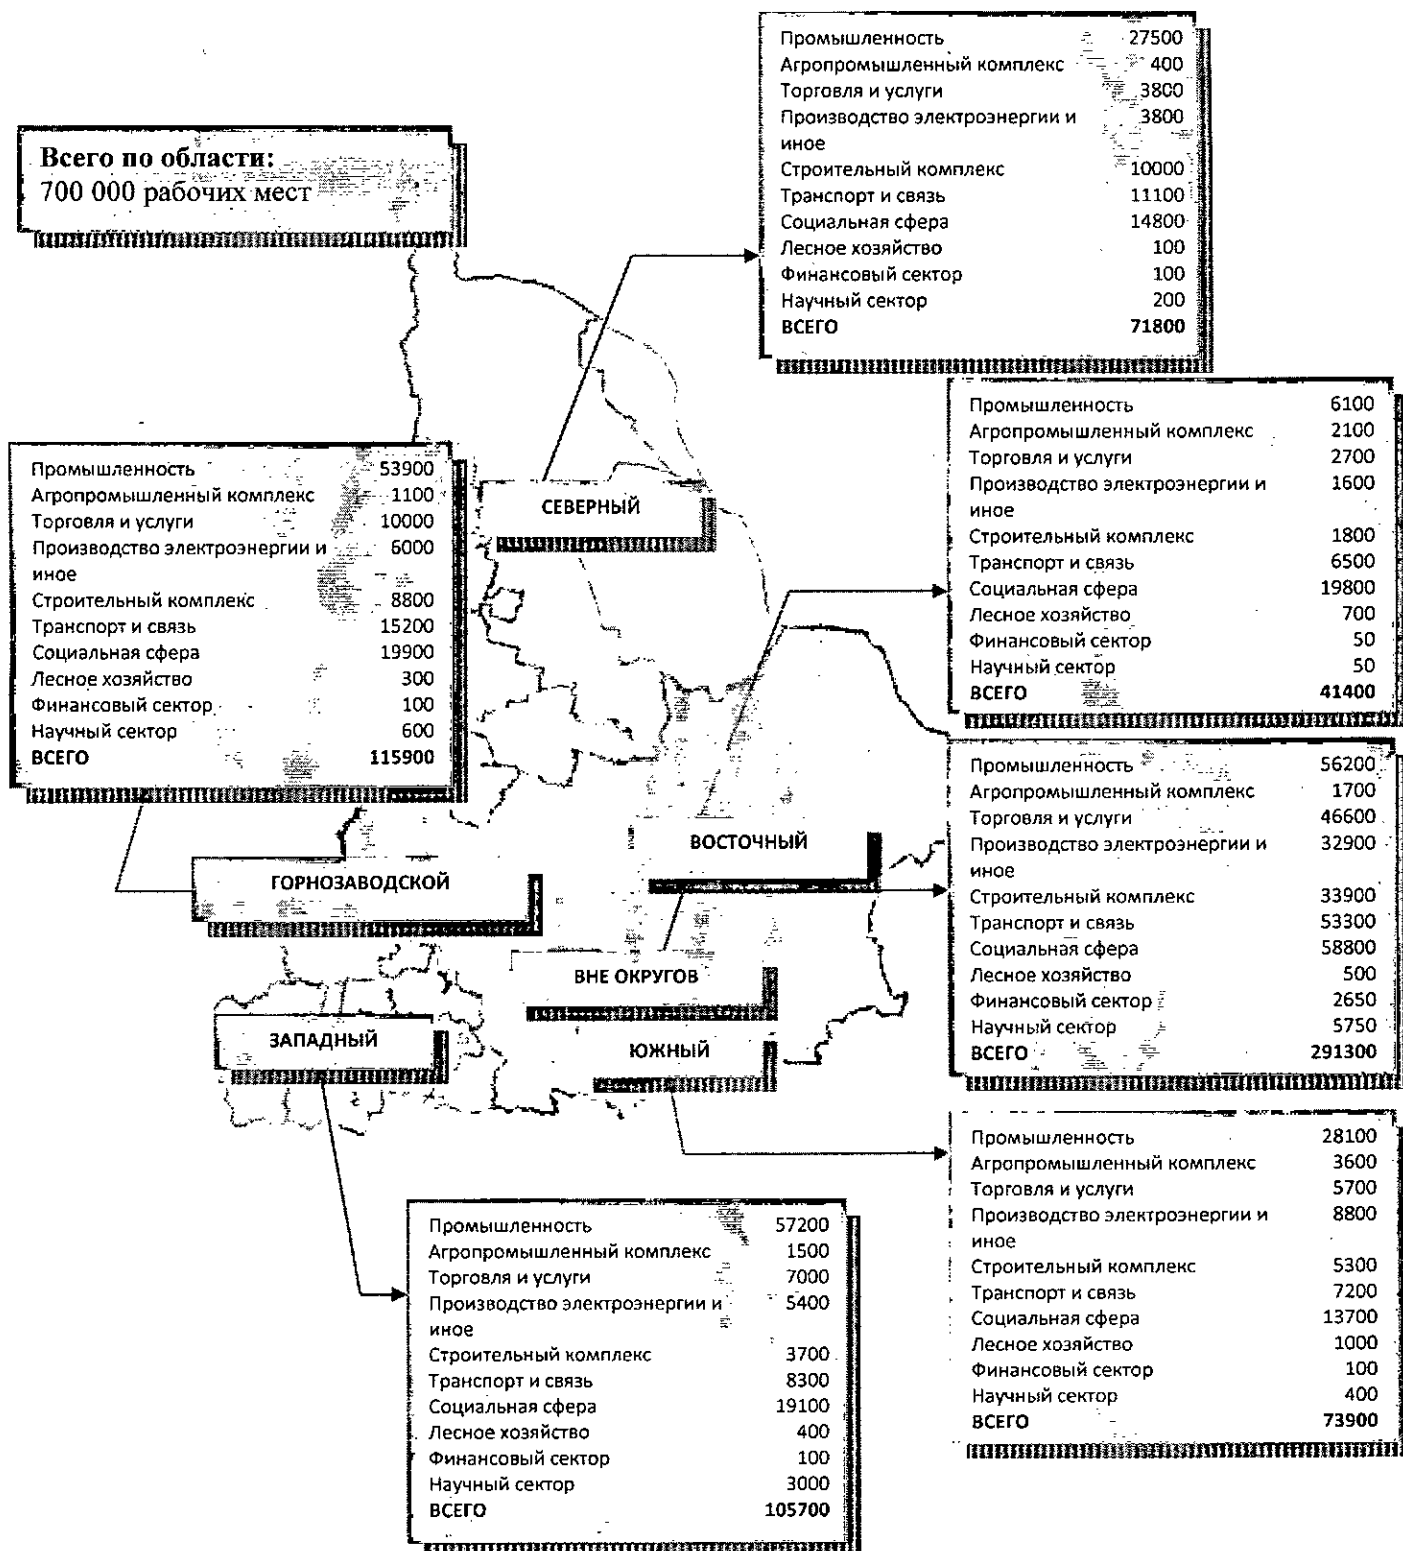 Всего по области:
700 000 рабочих мест
Промышленность 27500
Агропромышленный комплекс 400
Торговля и услуги 3800
Производство электроэнергии и 3800
иное
Строительный комплекс 10000
Транспорт и связь 11100
Социальная сфера 14800
Лесное хозяйство 100
Финансовый сектор 100
Научный сектор 200
ВСЕГО 71800
Промышленность 53900
Агропромышленный комплекс 1100
Торговля и услуги 10000
Производство электроэнергии и 6000
иное
Строительный комплекс 8800
Транспорт и связь 15200
Социальная сфера 19900
Лесное хозяйство 300
Финансовый сектор 100
Научный сектор 600
ВСЕГО 115900
СЕВЕРНЫЙ
Промышленность 6100
Агропромышленный комплекс 2100
Торговля и услуги 2700
Производство электроэнергии и 1600
иное
Строительный комплекс 1800
Транспорт и связь 6500
Социальная сфера 19800
Лесное хозяйство 700
Финансовый сектор 50
Научный сектор 50
ВСЕГО 41400
ВОСТОЧНЫЙ
ГОРНОЗАВОДСКОЙ
Промышленность 56200
Агропромышленный комплекс 1700
Торговля и услуги 46600
Производство электроэнергии и 32900
иное
Строительный комплекс 33900
Транспорт и связь 53300
Социальная сфера 58800
Лесное хозяйство 500
Финансовый сектор 2650
Научный сектор 5750
ВСЕГО 291300
ВНЕ ОКРУГОВ
ЗАПАДНЫЙ
ЮЖНЫЙ
Промышленность 28100
Агропромышленный комплекс 3600
Торговля и услуги 5700
Производство электроэнергии и 8800
иное
Строительный комплекс 5300
Транспорт и связь 7200
Социальная сфера 13700
Лесное хозяйство 1000
Финансовый сектор 100
Научный сектор 400
ВСЕГО 73900
Промышленность 57200
Агропромышленный комплекс 1500
Торговля и услуги 7000
Производство электроэнергии и 5400
иное
Строительный комплекс 3700
Транспорт и связь 8300
Социальная сфера 19100
Лесное хозяйство 400
Финансовый сектор 100
Научный сектор 3000
ВСЕГО 105700